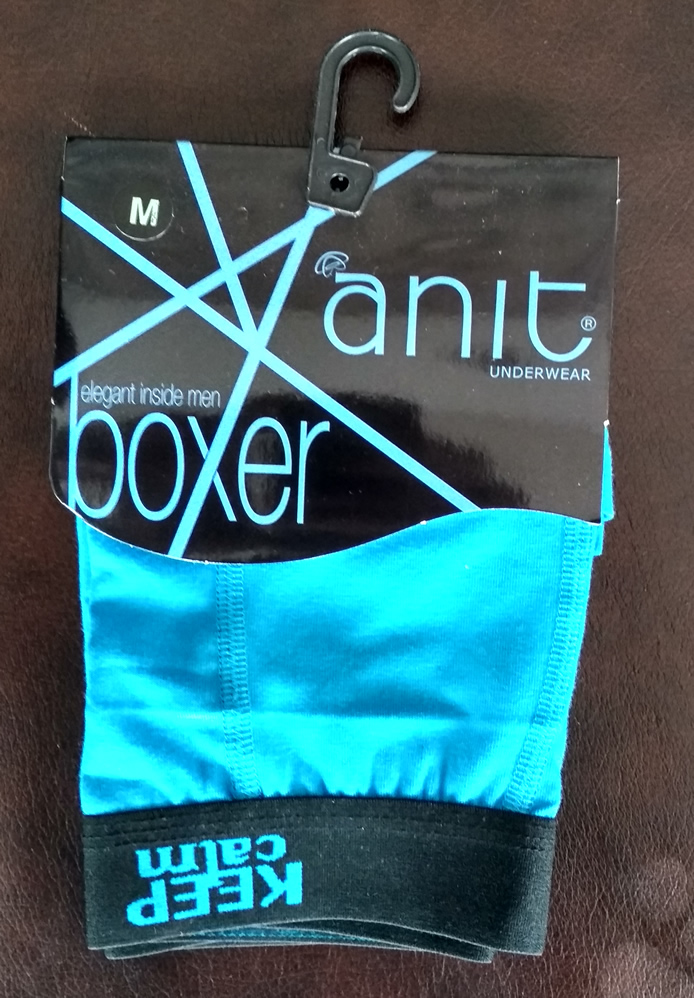 M
anit®
UNDERWEAR
elegant inside men
boxer
KEEP
calm